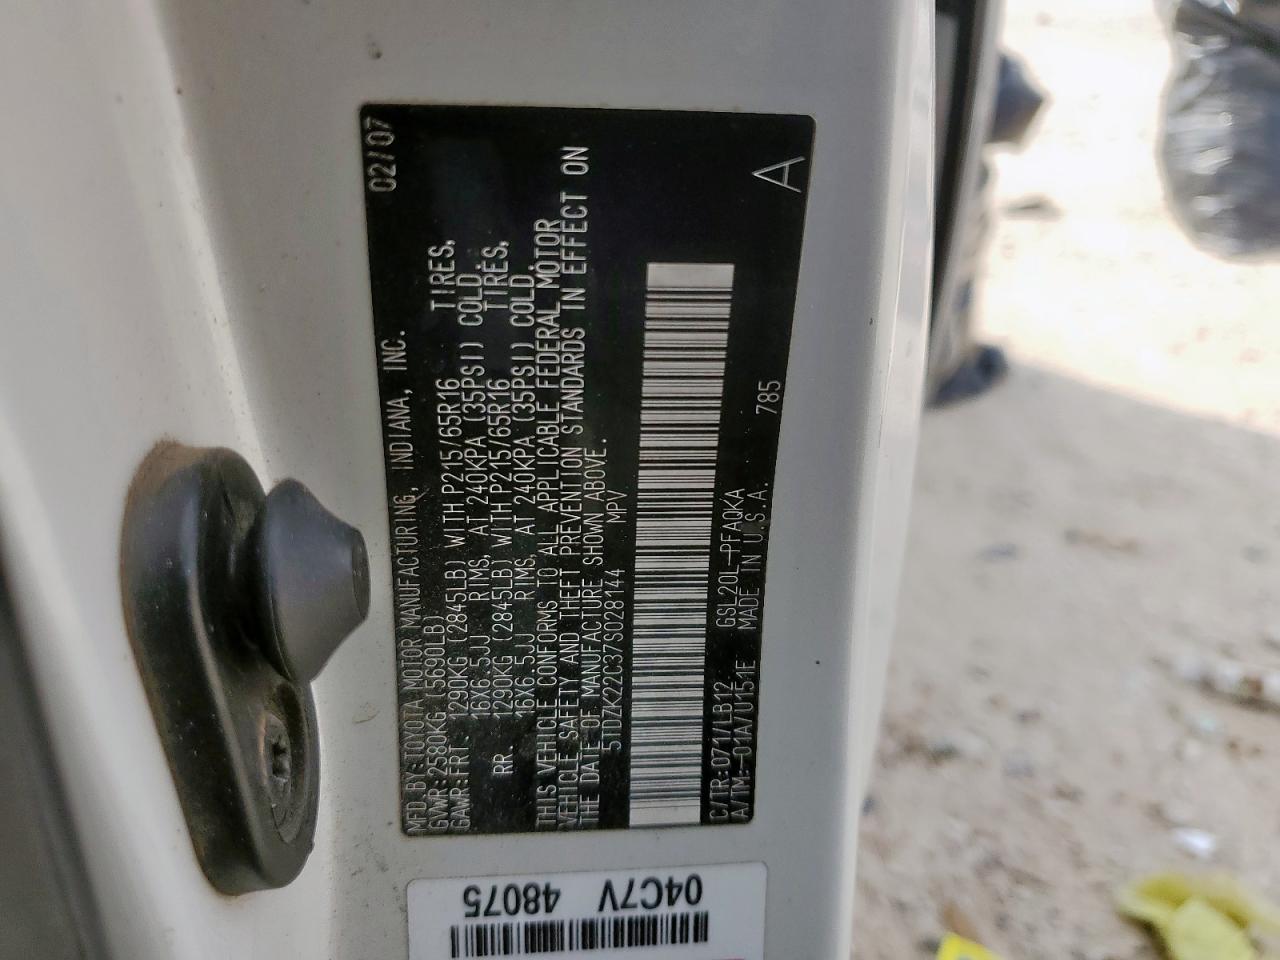 MFD.BY:TOYOTA MOTOR MANUFACTURING, INDIANA, INC. 02/07
GVWR:2580KG (5690LB)
GAWR:FRT. 1290KG(2845LB) WITH P215/65R16 TIRES,
16X6.5JJ RIMS, AT 240KPA (35PSI) COLD.
RR. 1290KG (2845LB) WITH P215/65R16 TIRES,
16X6.5JJ RIMS, AT 240KPA (35PSI) COLD.
THIS VEHICLE CONFORMS TO ALL APPLICABLE FEDERAL MOTOR
VEHICLE SAFETY AND THEFT PREVENTION STANDARDS IN EFFECT ON
THE DATE OF MANUFACTURE SHOWN ABOVE.
5TDZK22C37S028144 MPV
C/TR:071/LB12 GSL20L-PFAQKA
A/TM:-01A/U151E MADE IN U.S.A. 785
A
04C7V 48075